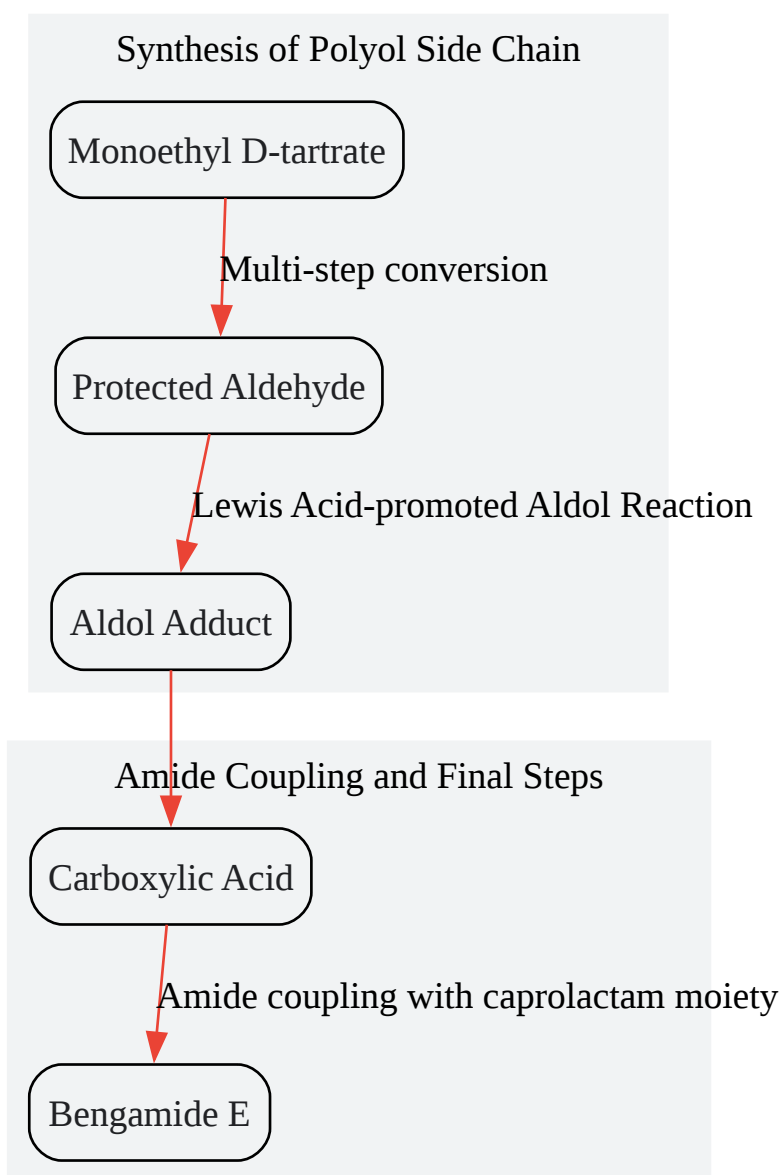 Synthesis of Polyol Side Chain
Monoethyl D-tartrate
Multi-step conversion
Protected Aldehyde
Lewis Acid-promoted Aldol Reaction
Aldol Adduct
Amide Coupling and Final Steps
Carboxylic Acid
Amide coupling with caprolactam moiety
Bengamide E